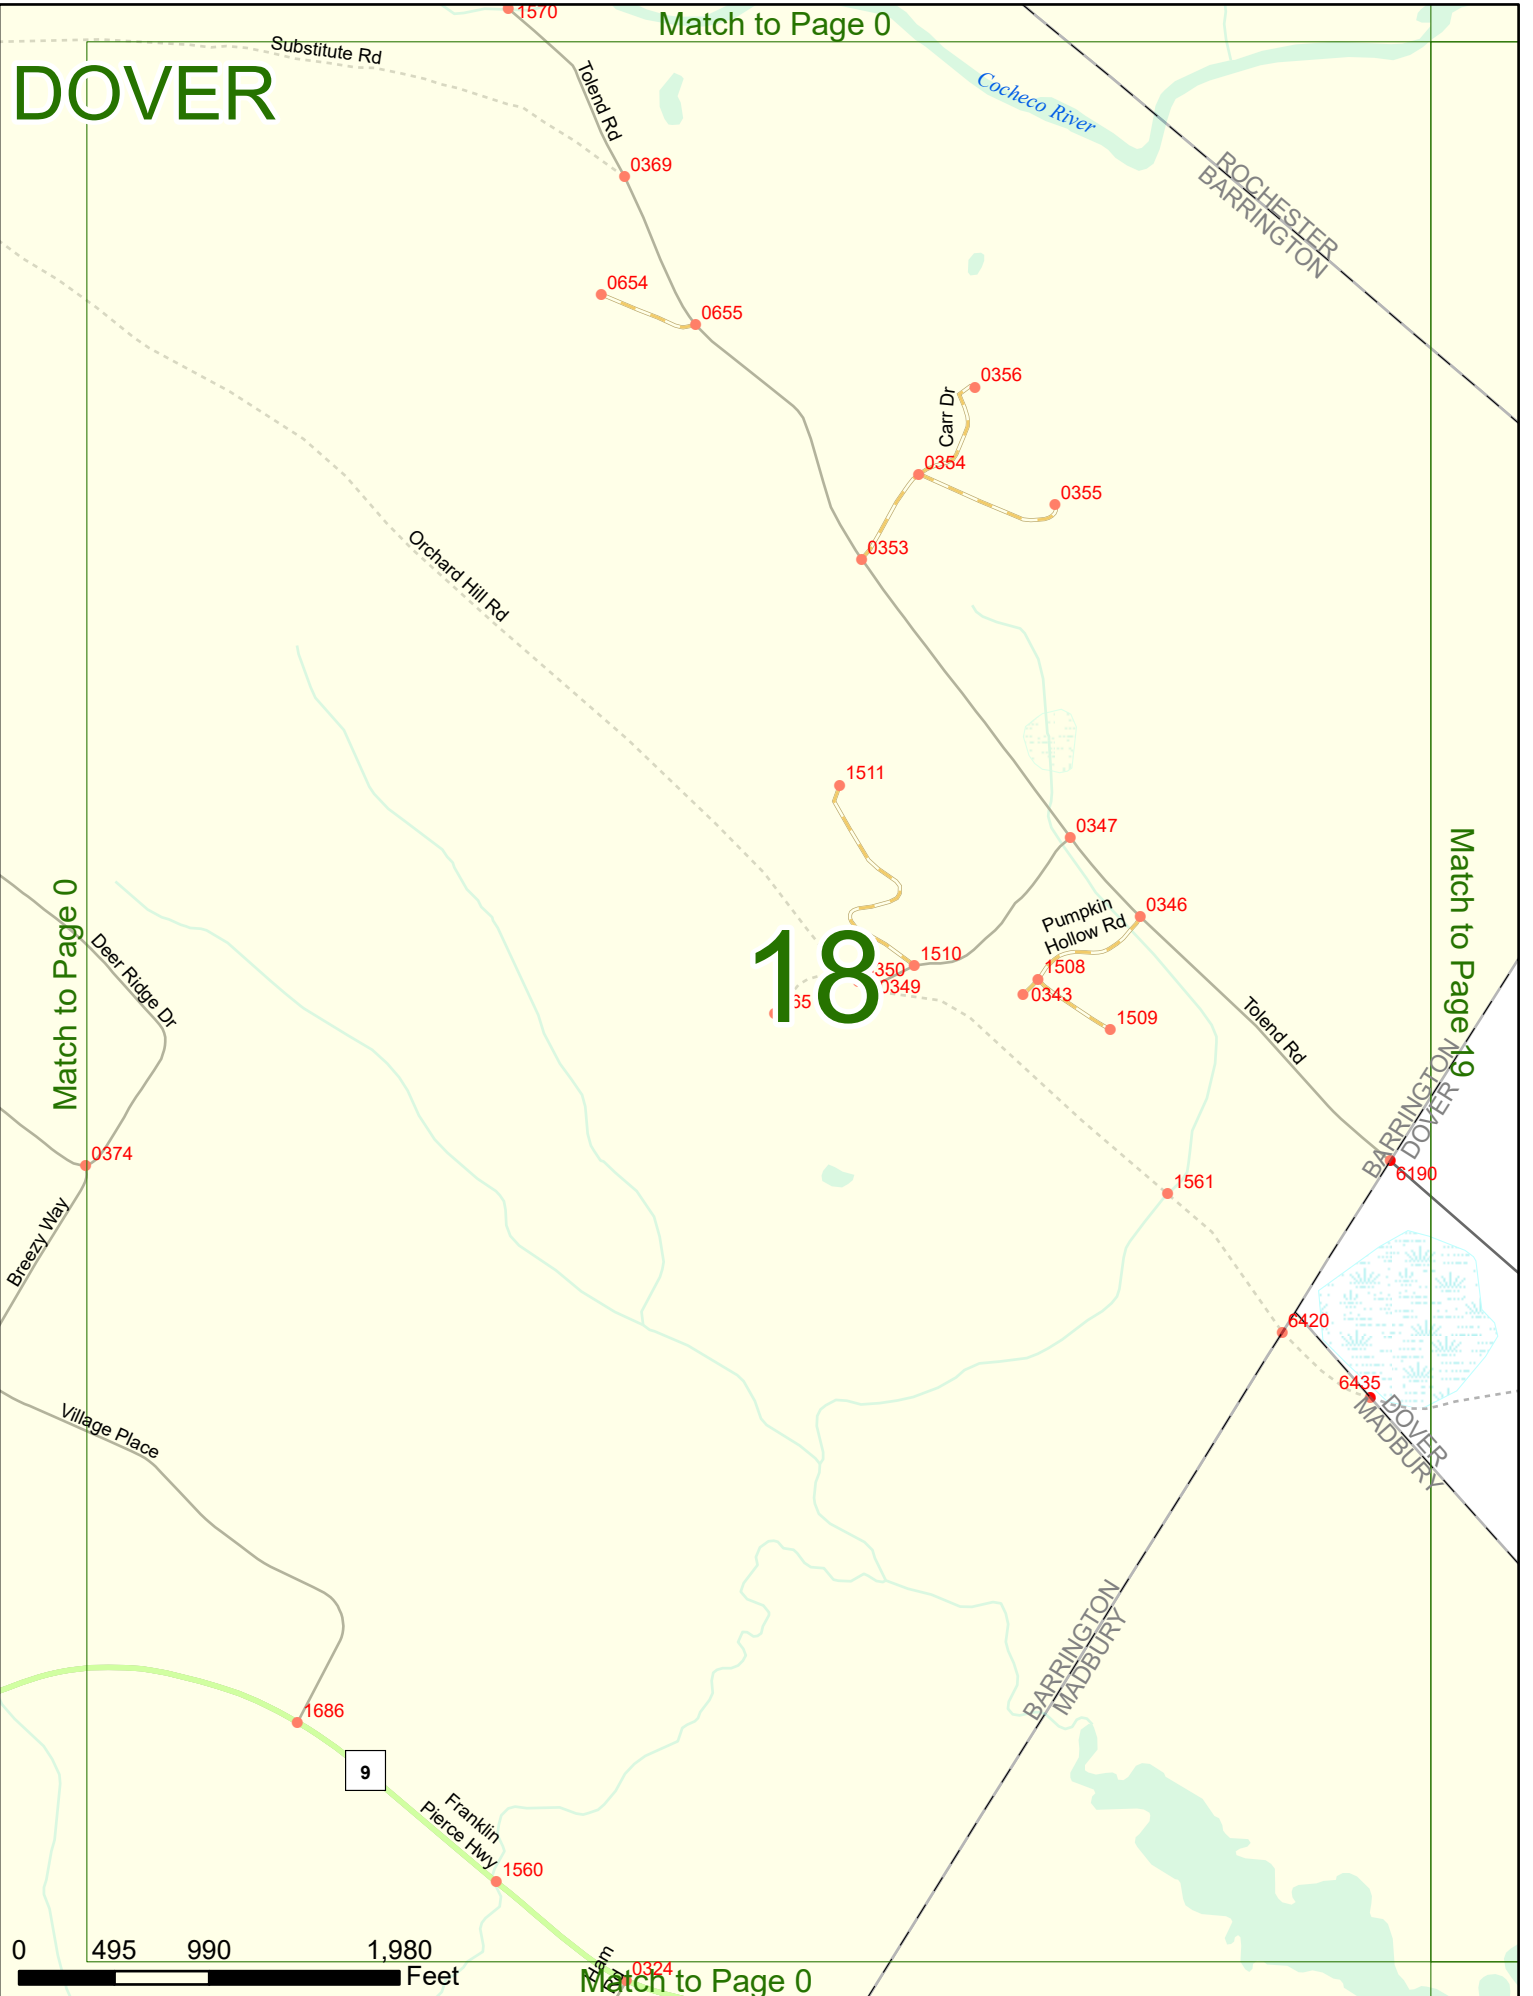 1570
Match to Page 0
Substitute Rd
DOVER
Tolend Rd
Cocheco River
ROCHESTER
BARRINGTON
0369
0654
0655
0356
Carr Dr
0354
0355
0353
Orchard Hill Rd
1511
0347
Match to Page 0
Match to Page 19
Pumpkin
Hollow Rd
0346
Deer Ridge Dr
18
1510
350
0349
65
1508
0343
1509
Tolend Rd
BARRINGTON
DOVER
0374
6190
1561
Breezy Way
6420
6435
DOVER
MADBURY
Village Place
BARRINGTON
MADBURY
1686
9
Franklin
Pierce Hwy
1560
0 495 990 1,980
Feet
Ham
Rd
0324
Match to Page 0